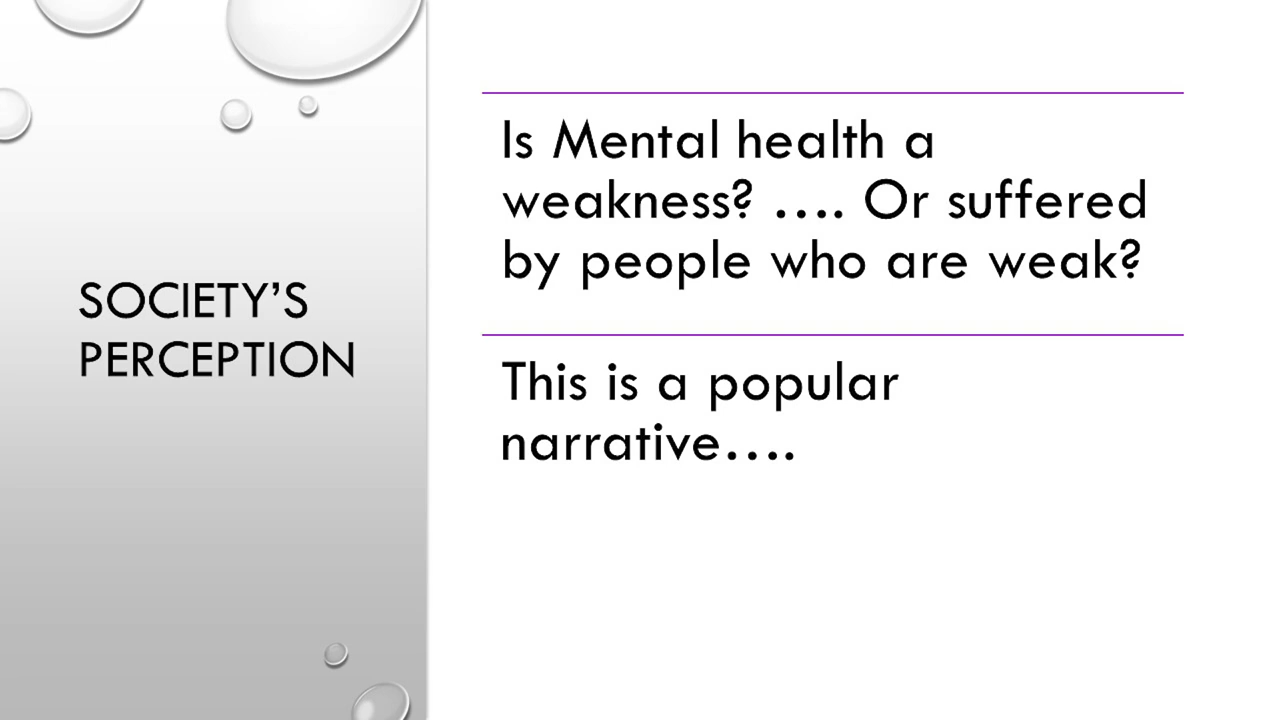 SOCIETY’S
PERCEPTION
Is Mental health a
weakness? …. Or suffered
by people who are weak?
This is a popular
narrative….